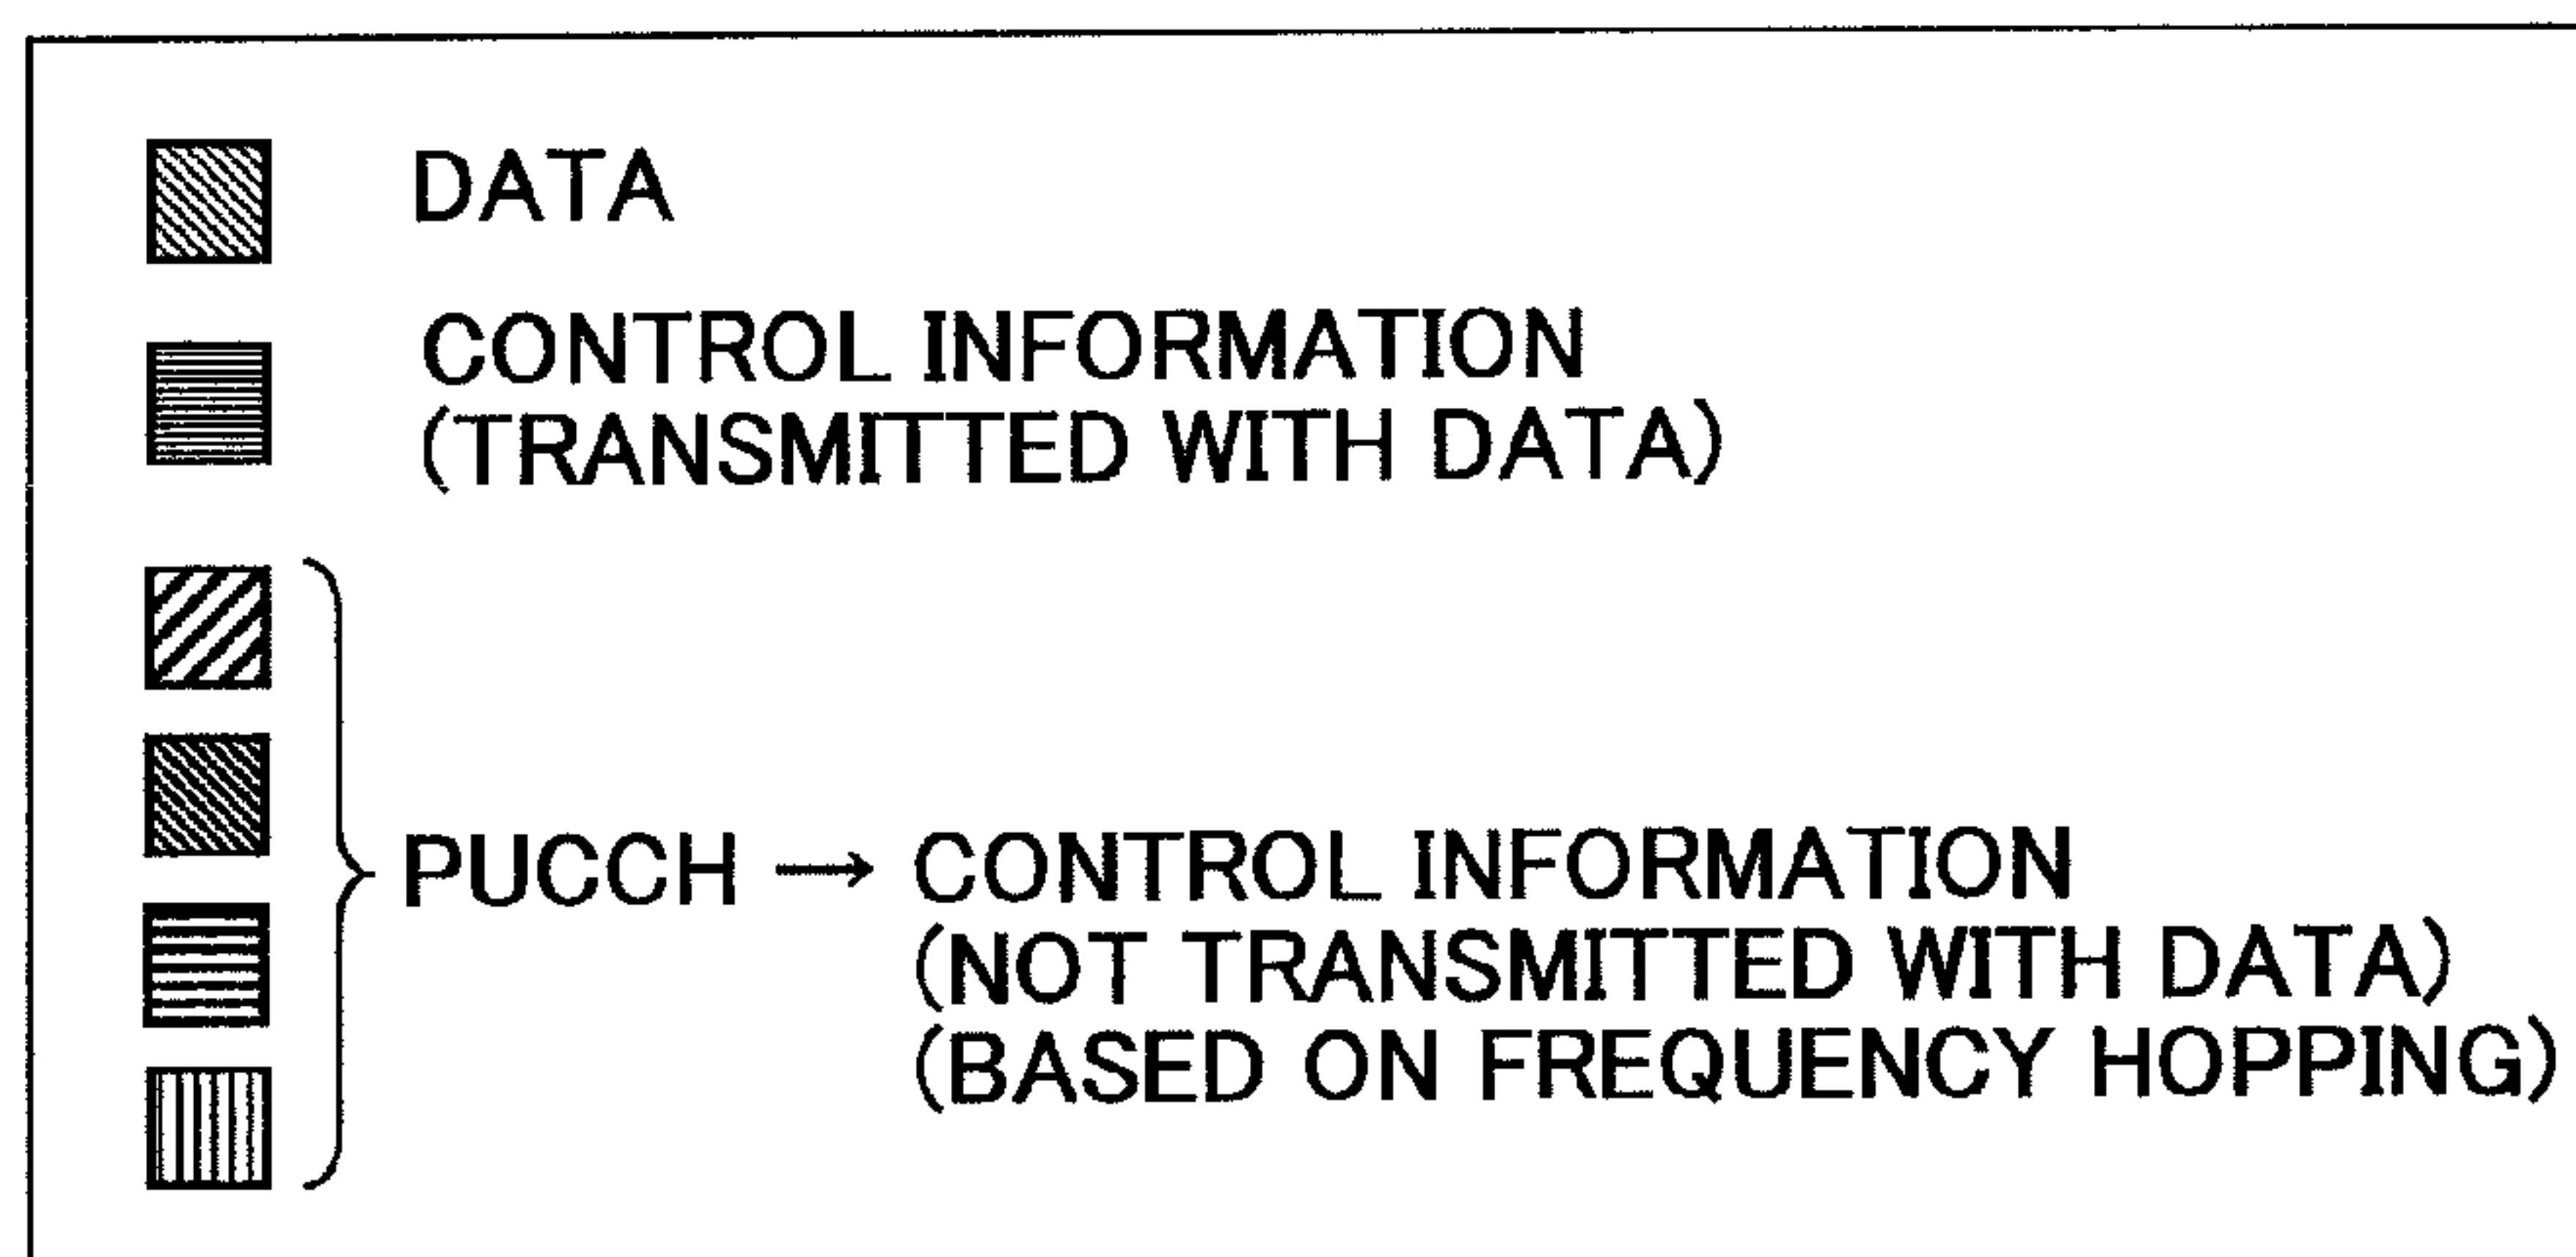 DATA
CONTROL INFORMATION
(TRANSMITTED WITH DATA)
PUCCH → CONTROL INFORMATION
(NOT TRANSMITTED WITH DATA)
(BASED ON FREQUENCY HOPPING)